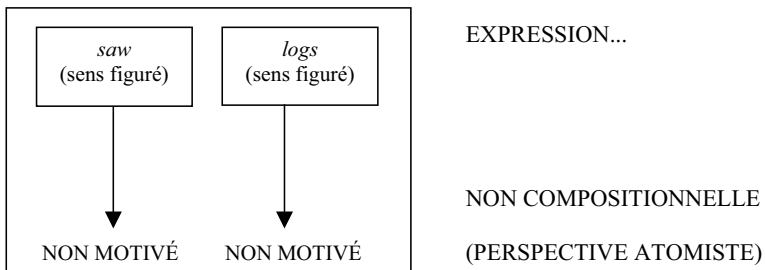 saw
(sens figuré)
logs
(sens figuré)
EXPRESSION...
NON MOTIVÉ
NON MOTIVÉ
NON COMPOSITIONNELLE
(PERSPECTIVE ATOMISTE)